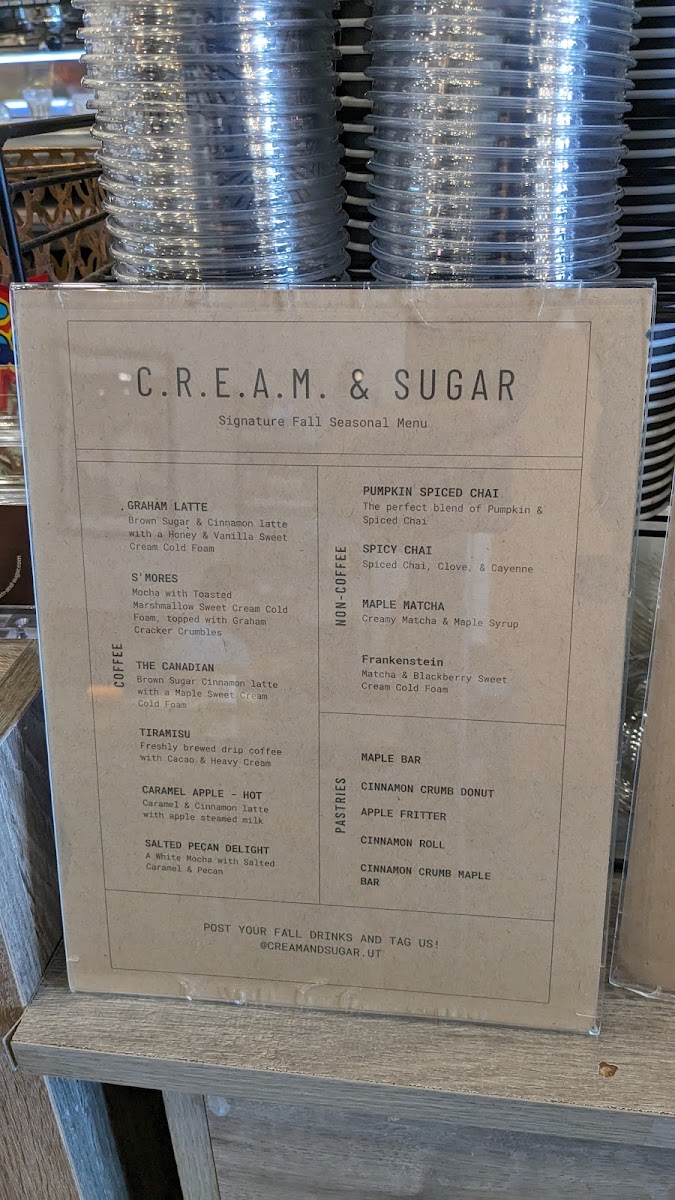 C.R.E.A.M. & SUGAR
Signature Fall Seasonal Menu
COFFEE
GRAHAM LATTE
Brown Sugar & Cinnamon latte
with a Honey & Vanilla Sweet
Cream Cold Foam
S'MORES
Mocha with Toasted
Marshmallow Sweet Cream Cold
Foam, topped with Graham
Cracker Crumbles
THE CANADIAN
Brown Sugar Cinnamon latte
with a Maple Sweet Cream
Cold Foam
TIRAMISU
Freshly brewed drip coffee
with Cacao & Heavy Cream
CARAMEL APPLE - HOT
Caramel & Cinnamon latte
with apple steamed milk
SALTED PECAN DELIGHT
A White Mocha with Salted
Caramel & Pecan
NON-COFFEE
PUMPKIN SPICED CHAI
The perfect blend of Pumpkin &
Spiced Chai
SPICY CHAI
Spiced Chai, Clove, & Cayenne
MAPLE MATCHA
Creamy Matcha & Maple Syrup
Frankenstein
Matcha & Blackberry Sweet
Cream Cold Foam
PASTRIES
MAPLE BAR
CINNAMON CRUMB DONUT
APPLE FRITTER
CINNAMON ROLL
CINNAMON CRUMB MAPLE
BAR
POST YOUR FALL DRINKS AND TAG US!
@CREAMANDSUGAR.UT